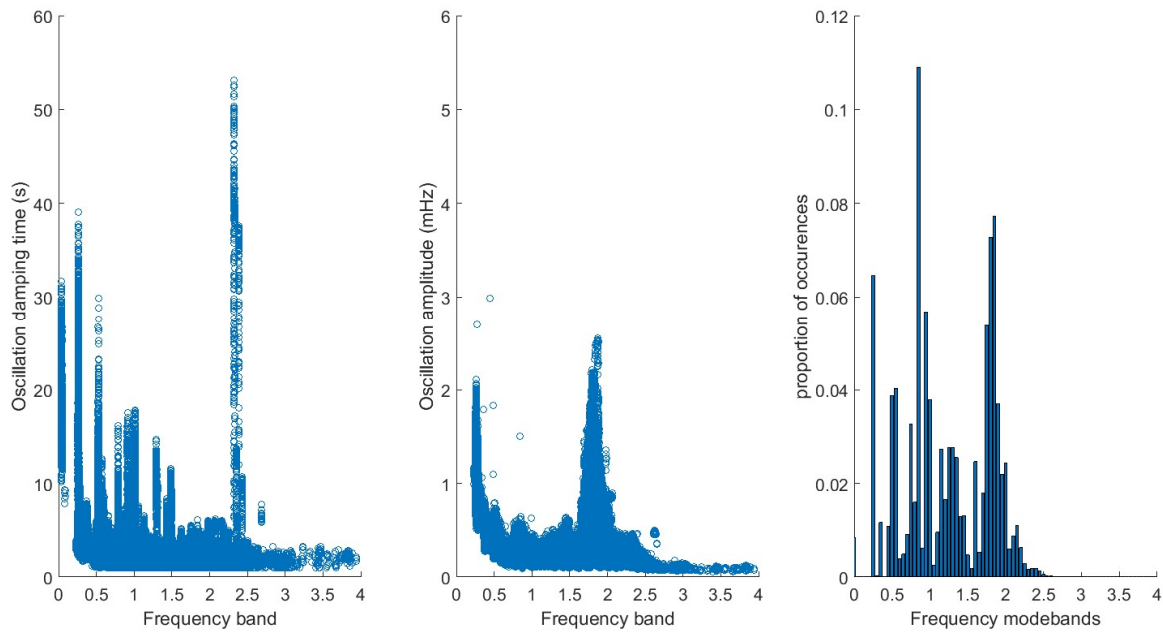 60
50
40
30
20
10
0
0 0.5 1 1.5 2 2.5 3 3.5 4
Oscillation damping time (s)
Frequency band
6
5
4
3
2
1
0
0 0.5 1 1.5 2 2.5 3 3.5 4
Oscillation amplitude (mHz)
Frequency band
0.12
0.1
0.08
0.06
0.04
0.02
0
0 0.5 1 1.5 2 2.5 3 3.5 4
proportion of occurences
Frequency modebands